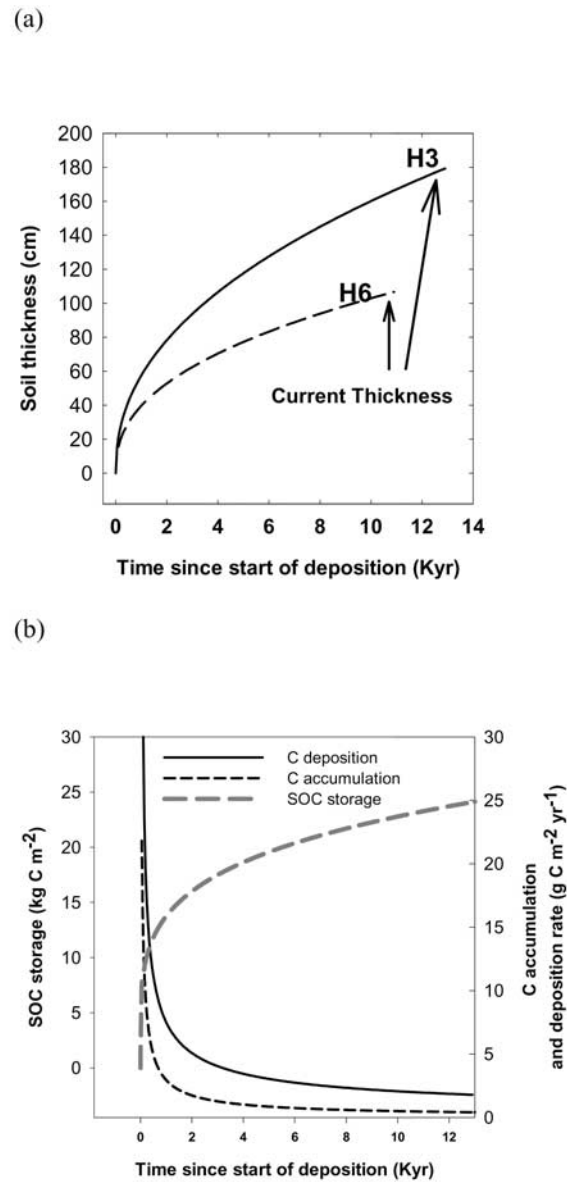 (a)
200
180
160
140
120
100
80
60
40
20
0
Soil thickness (cm)
H3
H6
Current Thickness
0 2 4 6 8 10 12 14
Time since start of deposition (Kyr)
(b)
30
25
20
15
10
5
0
SOC storage (kg C m-2)
C deposition
C accumulation
SOC storage
30
25
20
15
10
5
0
C accumulation
and deposition rate (g C m-2 yr-1)
0 2 4 6 8 10 12
Time since start of deposition (Kyr)